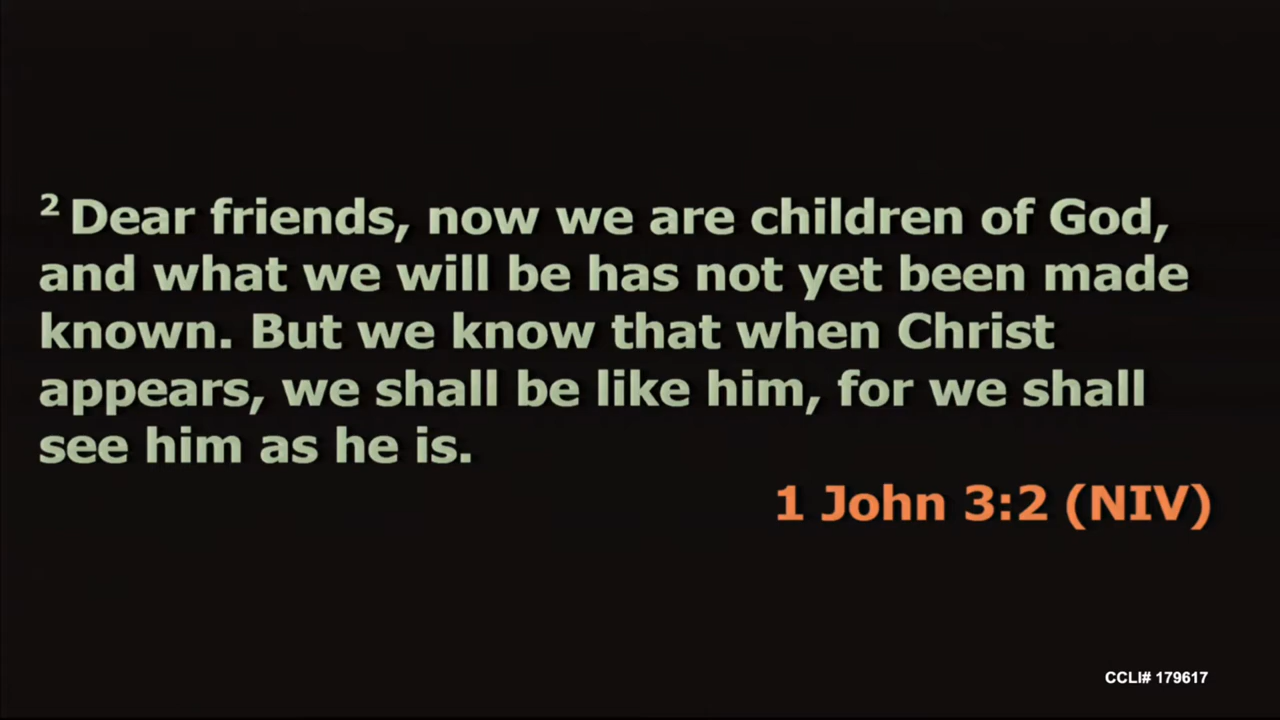 ² Dear friends, now we are children of God,
and what we will be has not yet been made
known. But we know that when Christ
appears, we shall be like him, for we shall
see him as he is.
1 John 3:2 (NIV)
CCLI# 179617